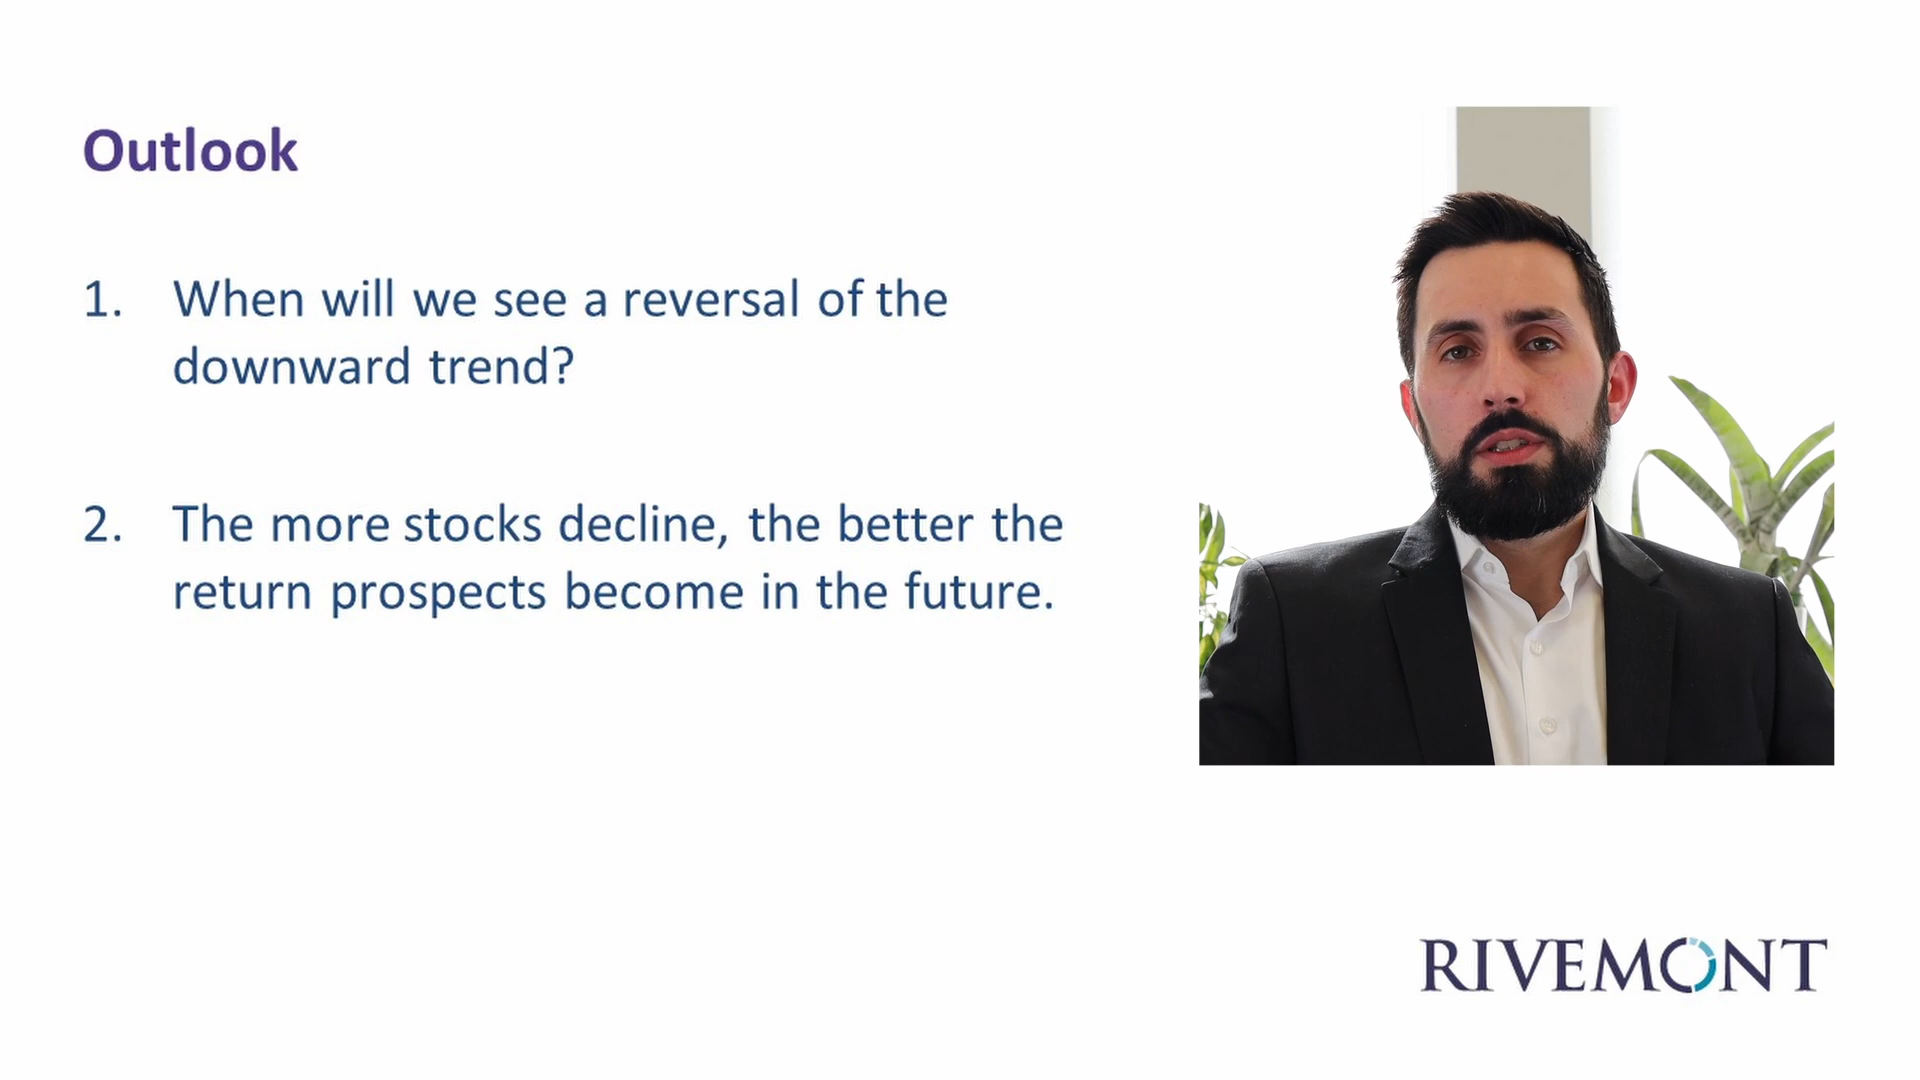 Outlook
1. When will we see a reversal of the
downward trend?
2. The more stocks decline, the better the
return prospects become in the future.
RIVEMONT